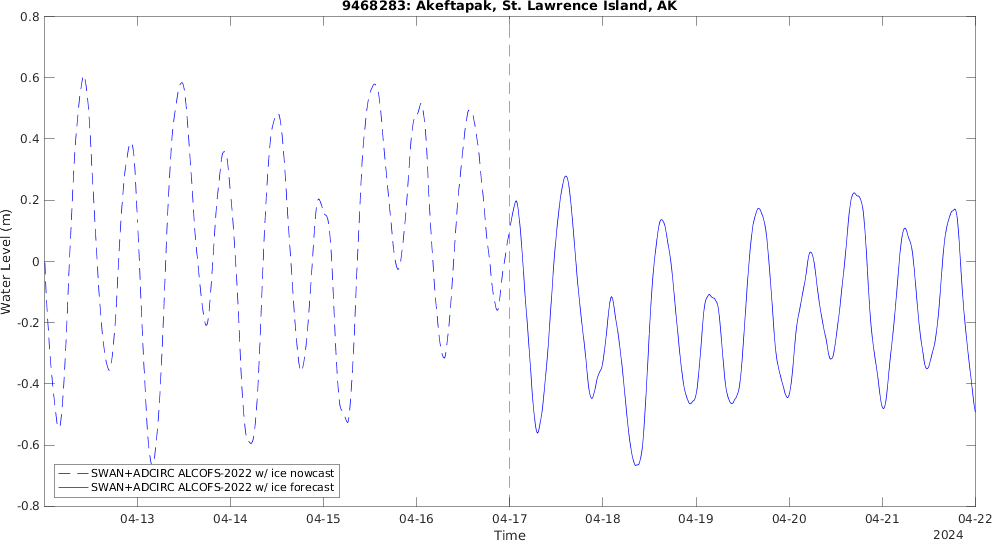 9468283: Akeftapak, St. Lawrence Island, AK
0.8
0.6
0.4
0.2
0
-0.2
-0.4
-0.6
-0.8
Water Level (m)
SWAN+ADCIRC ALCOFS-2022 w/ ice nowcast
SWAN+ADCIRC ALCOFS-2022 w/ ice forecast
04-13 04-14 04-15 04-16 04-17 04-18 04-19 04-20 04-21 04-22
Time
2024